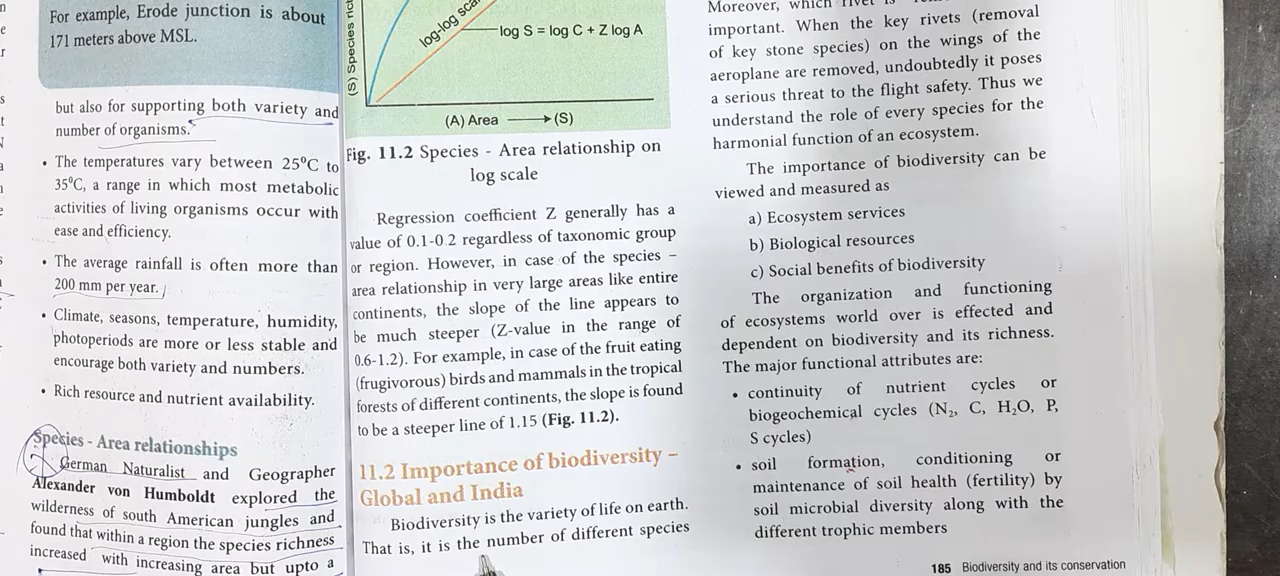 For example, Erode junction is about
171 meters above MSL.
but also for supporting both variety and
number of organisms.
• The temperatures vary between 25⁰C to
35⁰C, a range in which most metabolic
activities of living organisms occur with
ease and efficiency.
• The average rainfall is often more than
200 mm per year.
• Climate, seasons, temperature, humidity,
photoperiods are more or less stable and
encourage both variety and numbers.
• Rich resource and nutrient availability.
Species - Area relationships
German Naturalist and Geographer
Alexander von Humboldt explored the
wilderness of south American jungles and
found that within a region the species richness
increased with increasing area but upto a
(S) Species
log-log
log S = log C + Z log A
(A) Area ⟶ (S)
Fig. 11.2 Species - Area relationship on
log scale
Regression coefficient Z generally has a
value of 0.1-0.2 regardless of taxonomic group
or region. However, in case of the species –
area relationship in very large areas like entire
continents, the slope of the line appears to
be much steeper (Z-value in the range of
0.6-1.2). For example, in case of the fruit eating
(frugivorous) birds and mammals in the tropical
forests of different continents, the slope is found
to be a steeper line of 1.15 (Fig. 11.2).
11.2 Importance of biodiversity –
Global and India
Biodiversity is the variety of life on earth.
That is, it is the number of different species
Moreover, which rivet is
important. When the key rivets (removal
of key stone species) on the wings of the
aeroplane are removed, undoubtedly it poses
a serious threat to the flight safety. Thus we
understand the role of every species for the
harmonial function of an ecosystem.
The importance of biodiversity can be
viewed and measured as
a) Ecosystem services
b) Biological resources
c) Social benefits of biodiversity
The organization and functioning
of ecosystems world over is effected and
dependent on biodiversity and its richness.
The major functional attributes are:
• continuity of nutrient cycles or
biogeochemical cycles (N₂, C, H₂O, P,
S cycles)
• soil formation, conditioning or
maintenance of soil health (fertility) by
soil microbial diversity along with the
different trophic members
185 Biodiversity and its conservation